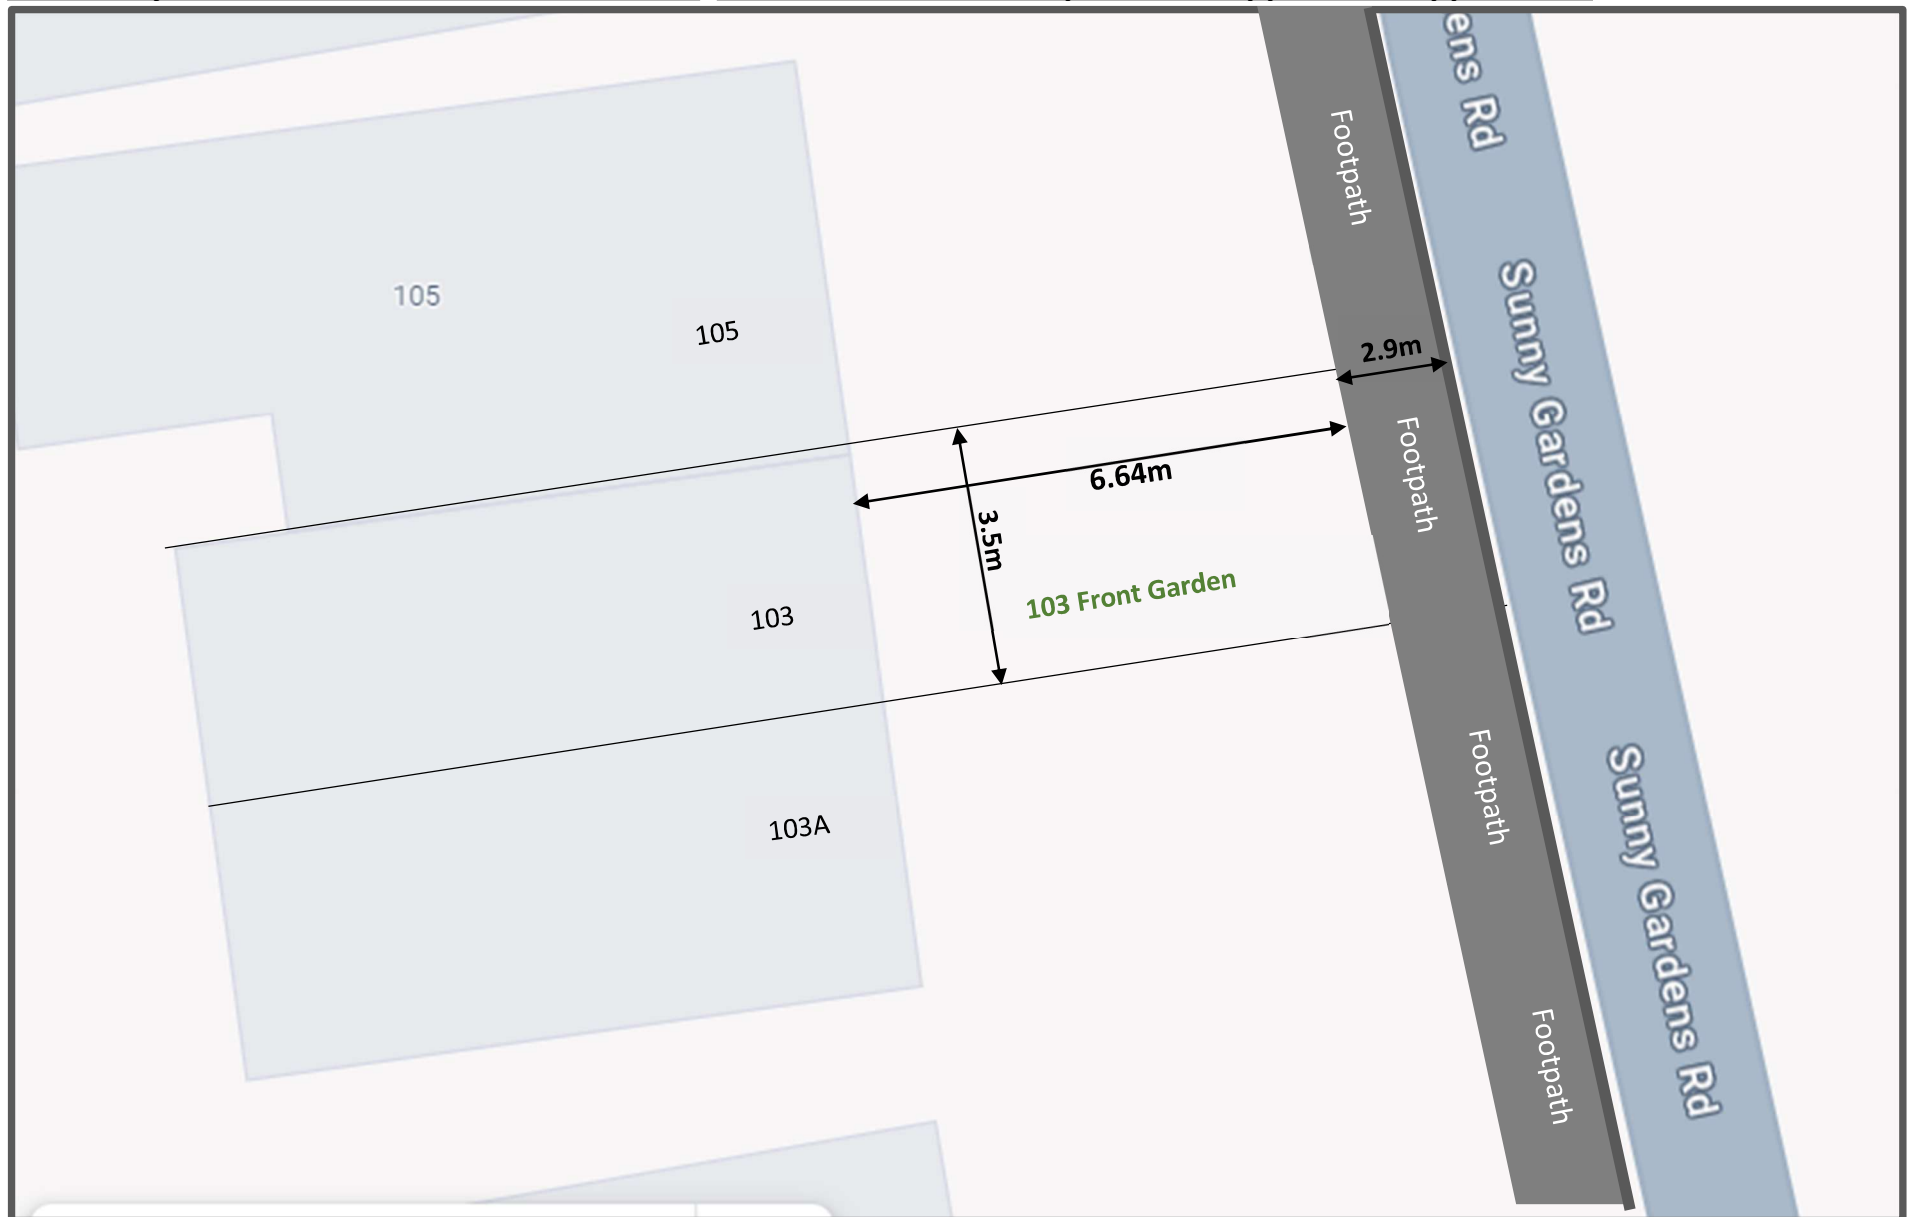 ens Rd
Footpath
Sunny Gardens Rd
105
105
2.9m
6.64m
Footpath
3.5m
103 Front Garden
103
Footpath
Sunny Gardens Rd
103A
Footpath